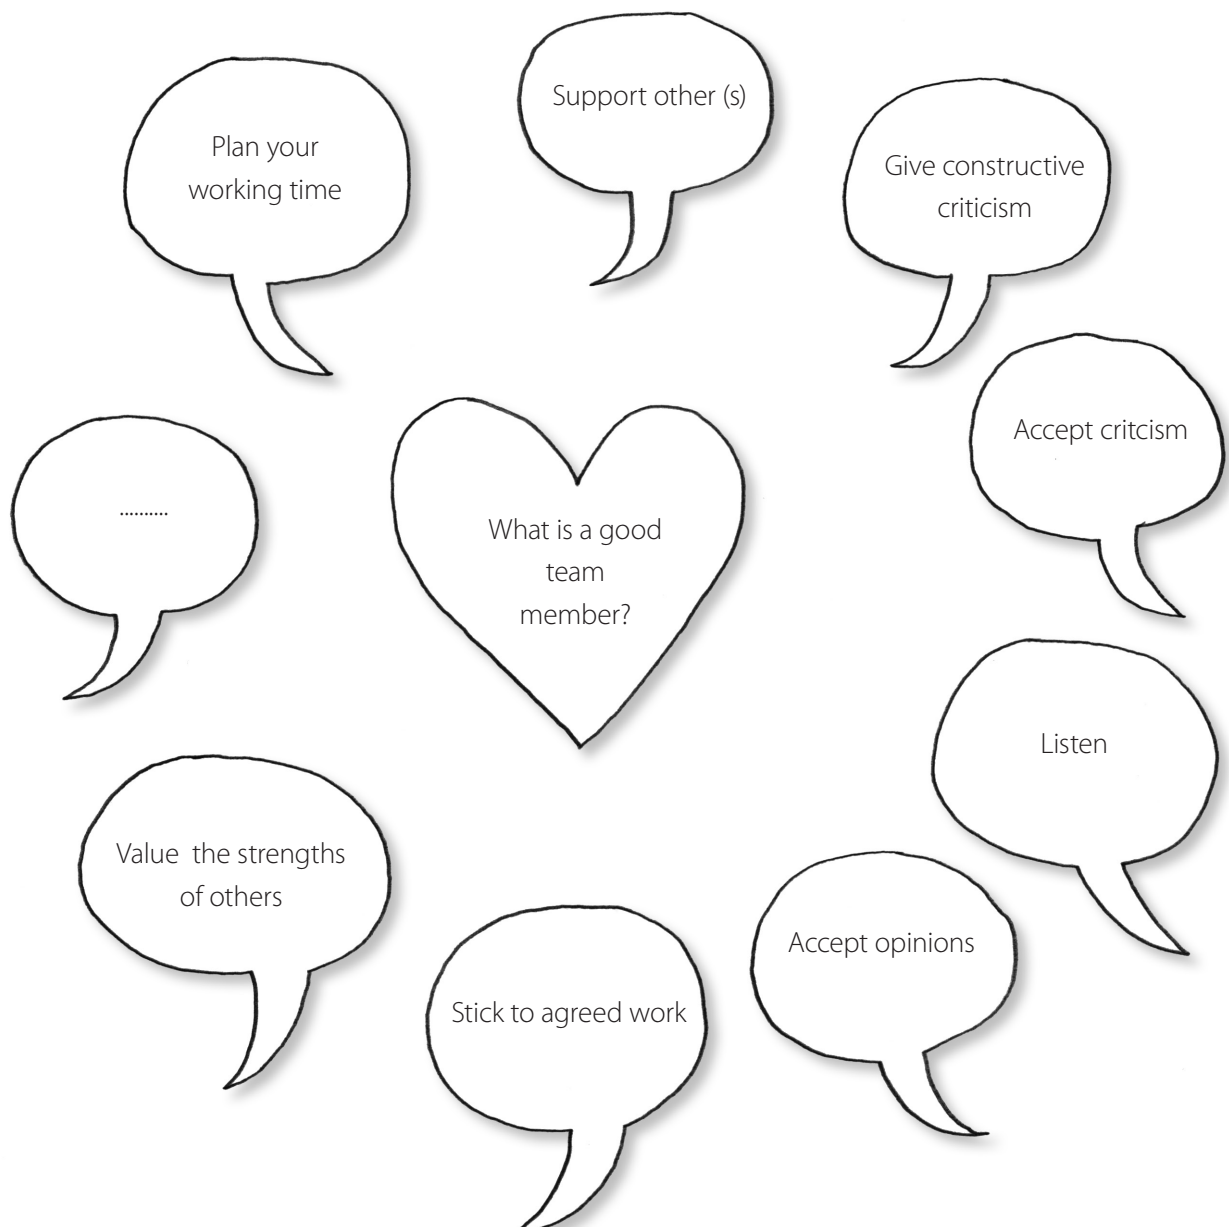 Support other (s)
Plan your
working time
Give constructive
criticism
Accept critcism
..........
What is a good
team
member?
Listen
Value  the strengths
of others
Accept opinions
Stick to agreed work